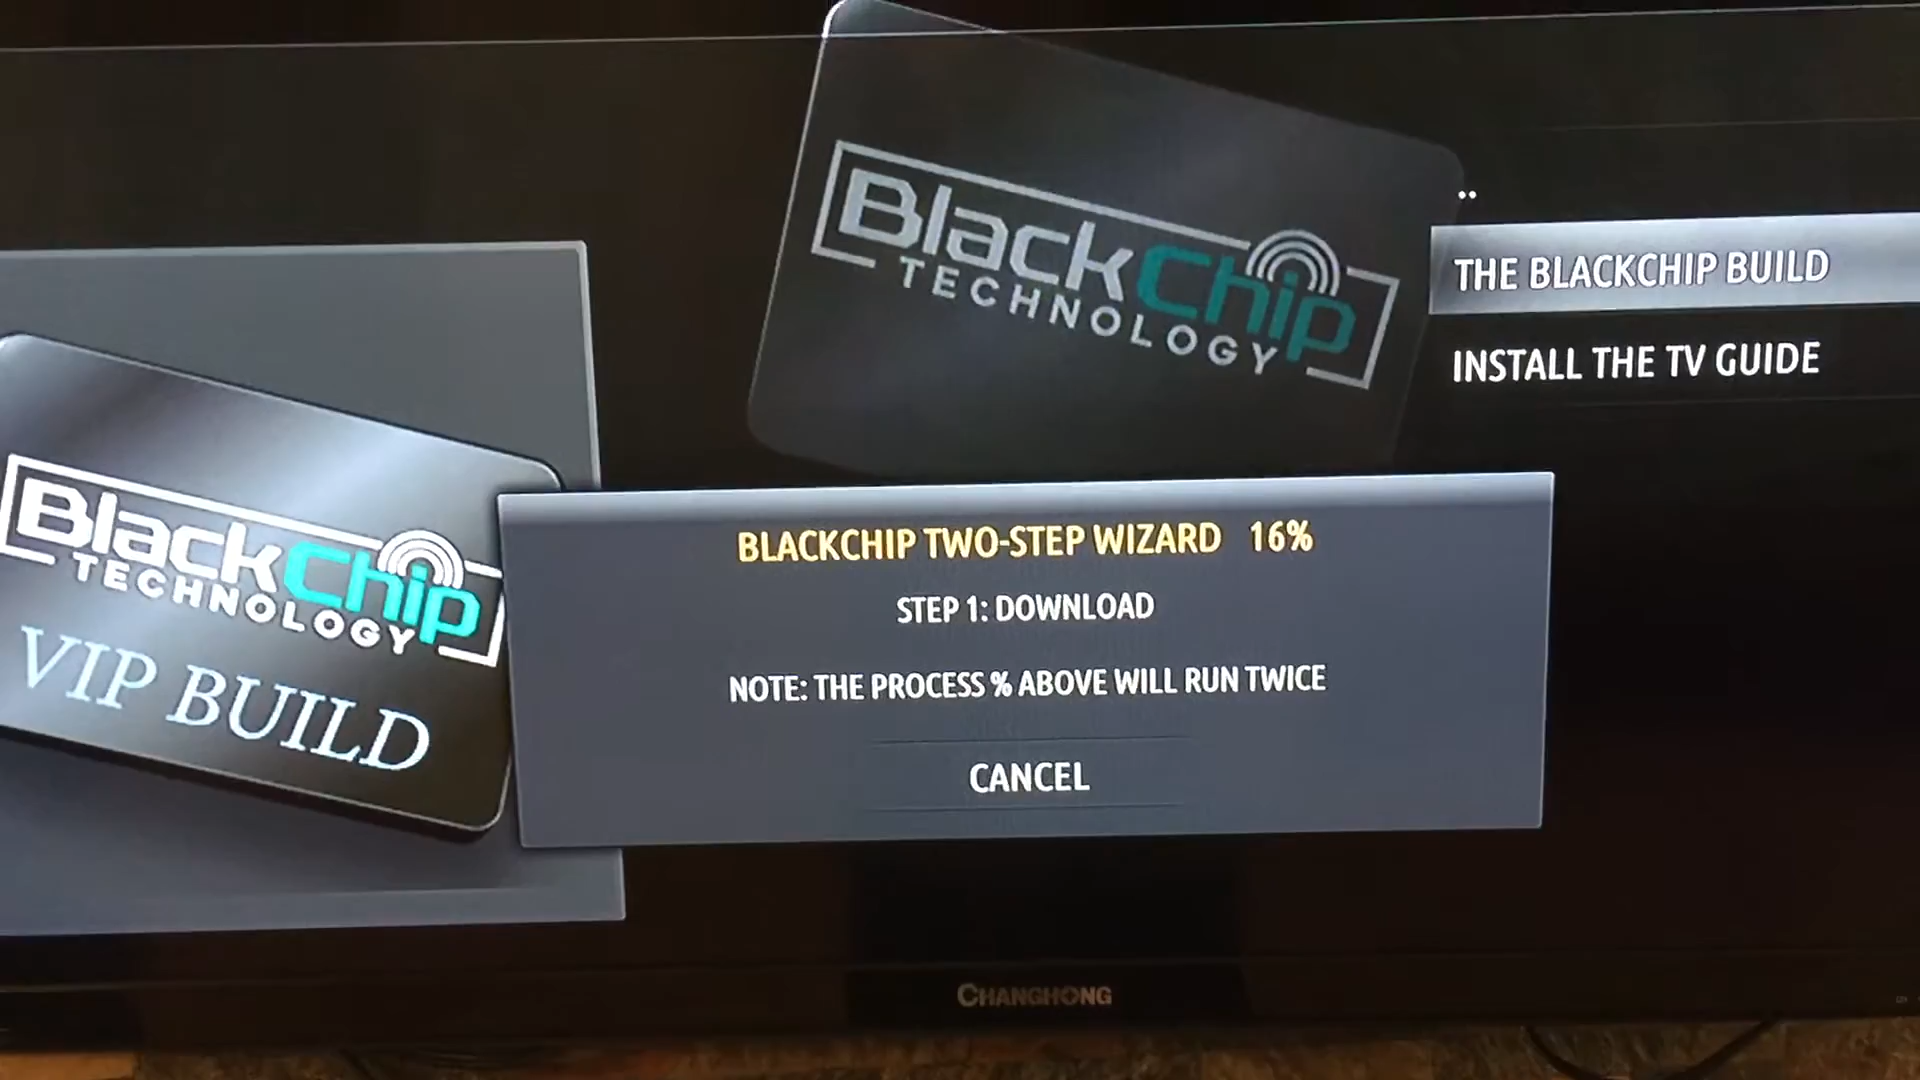 BlackChip
TECHNOLOGY
..
THE BLACKCHIP BUILD
INSTALL THE TV GUIDE
BlackChip
TECHNOLOGY
VIP BUILD
BLACKCHIP TWO-STEP WIZARD 16%
STEP 1: DOWNLOAD
NOTE: THE PROCESS % ABOVE WILL RUN TWICE
CANCEL
CHANGHONG